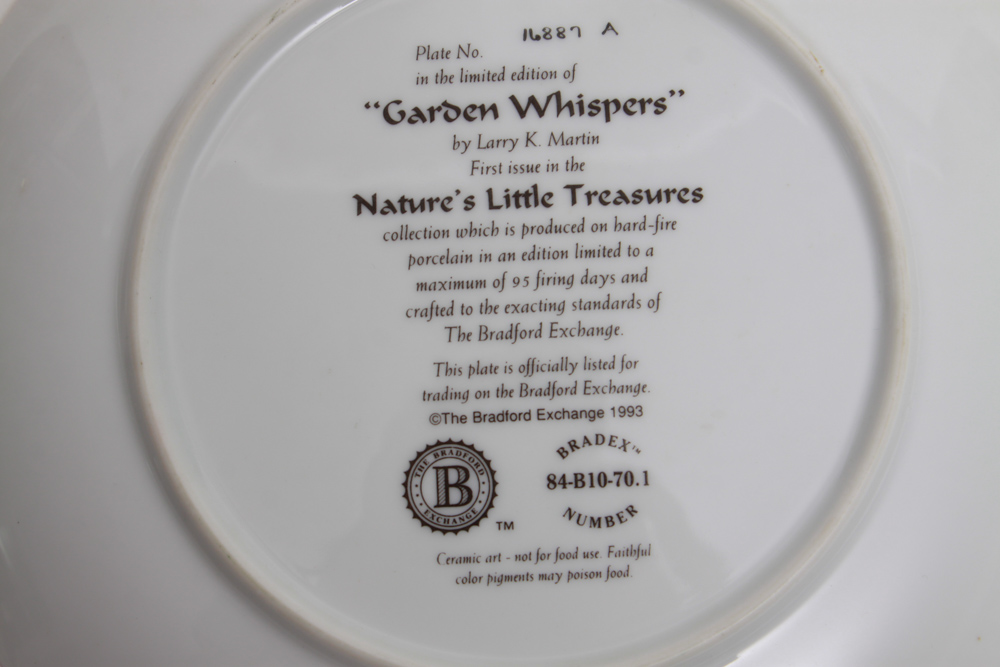 16887 A
Plate No.
in the limited edition of
“Garden Whispers”
by Larry K. Martin
First issue in the
Nature's Little Treasures
collection which is produced on hard-fire
porcelain in an edition limited to a
maximum of 95 firing days and
crafted to the exacting standards of
The Bradford Exchange.
This plate is officially listed for
trading on the Bradford Exchange.
©The Bradford Exchange 1993
THE BRADFORD
B
EXCHANGE
TM
BRADEX™
84-B10-70.1
NUMBER
Ceramic art - not for food use. Faithful
color pigments may poison food.